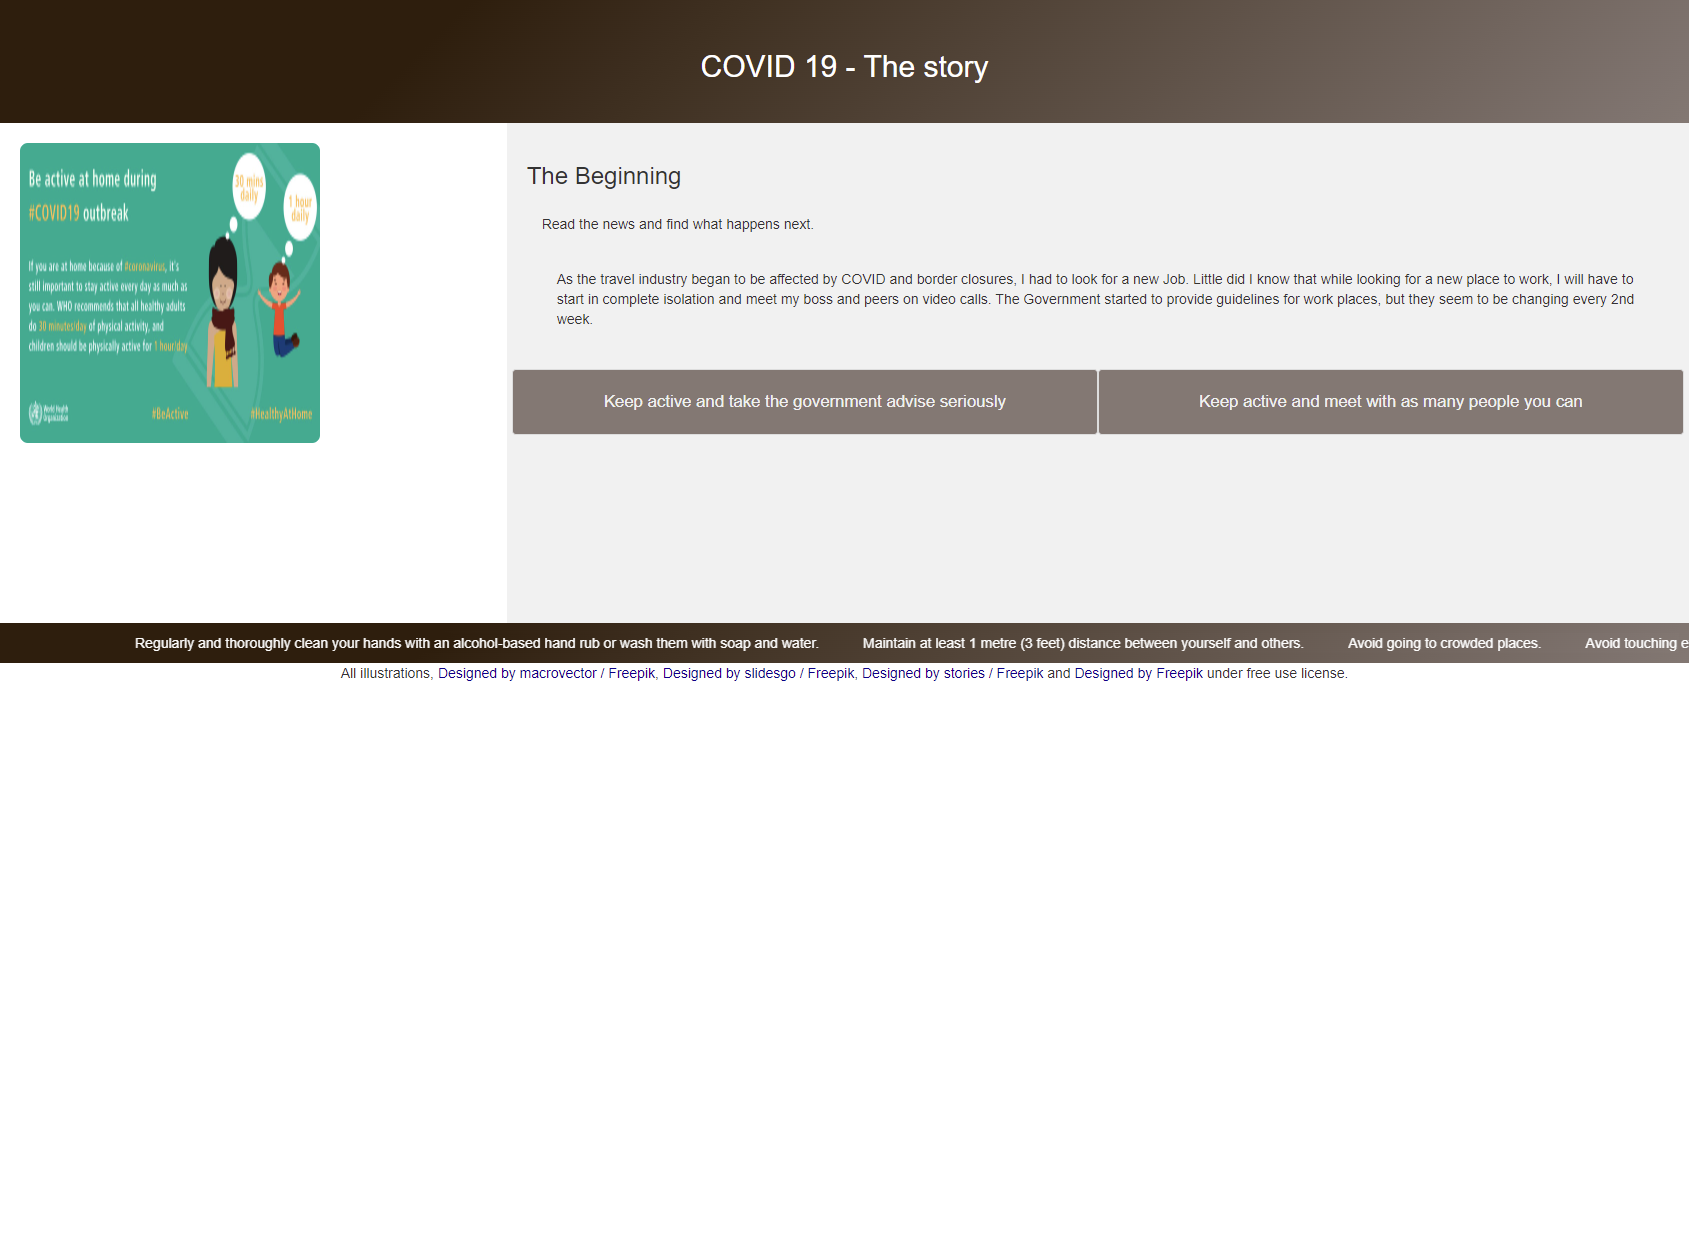 COVID 19 - The story
Be active at home during
#COVID19 outbreak
30 mins
daily
1 hour
daily
If you are at home because of #coronavirus, it's
still important to stay active every day as much as
you can. WHO recommends that all healthy adults
do 30 minutes/day of physical activity, and
children should be physically active for 1 hour/day
World Health
Organization
#BeActive
#HealthyAtHome
The Beginning
Read the news and find what happens next.
As the travel industry began to be affected by COVID and border closures, I had to look for a new Job. Little did I know that while looking for a new place to work, I will have to
start in complete isolation and meet my boss and peers on video calls. The Government started to provide guidelines for work places, but they seem to be changing every 2nd
week.
Keep active and take the government advise seriously
Keep active and meet with as many people you can
Regularly and thoroughly clean your hands with an alcohol-based hand rub or wash them with soap and water. Maintain at least 1 metre (3 feet) distance between yourself and others. Avoid going to crowded places. Avoid touching e
All illustrations, Designed by macrovector / Freepik, Designed by slidesgo / Freepik, Designed by stories / Freepik and Designed by Freepik under free use license.